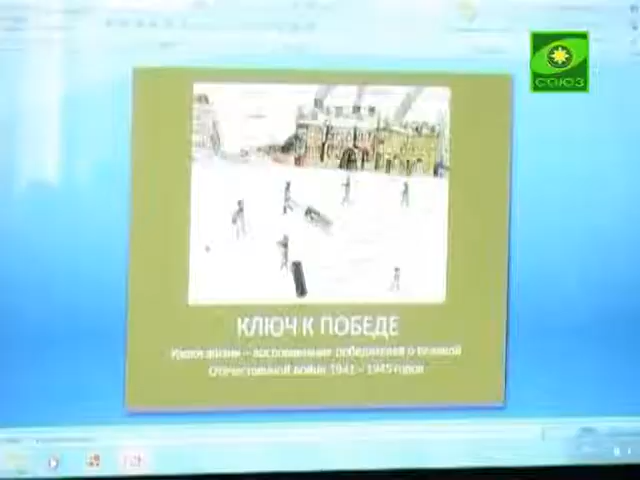 СОЮЗ
КЛЮЧ К ПОБЕДЕ
воспоминания победителей о Великой
Отечественной войне 1941 - 1945 годов